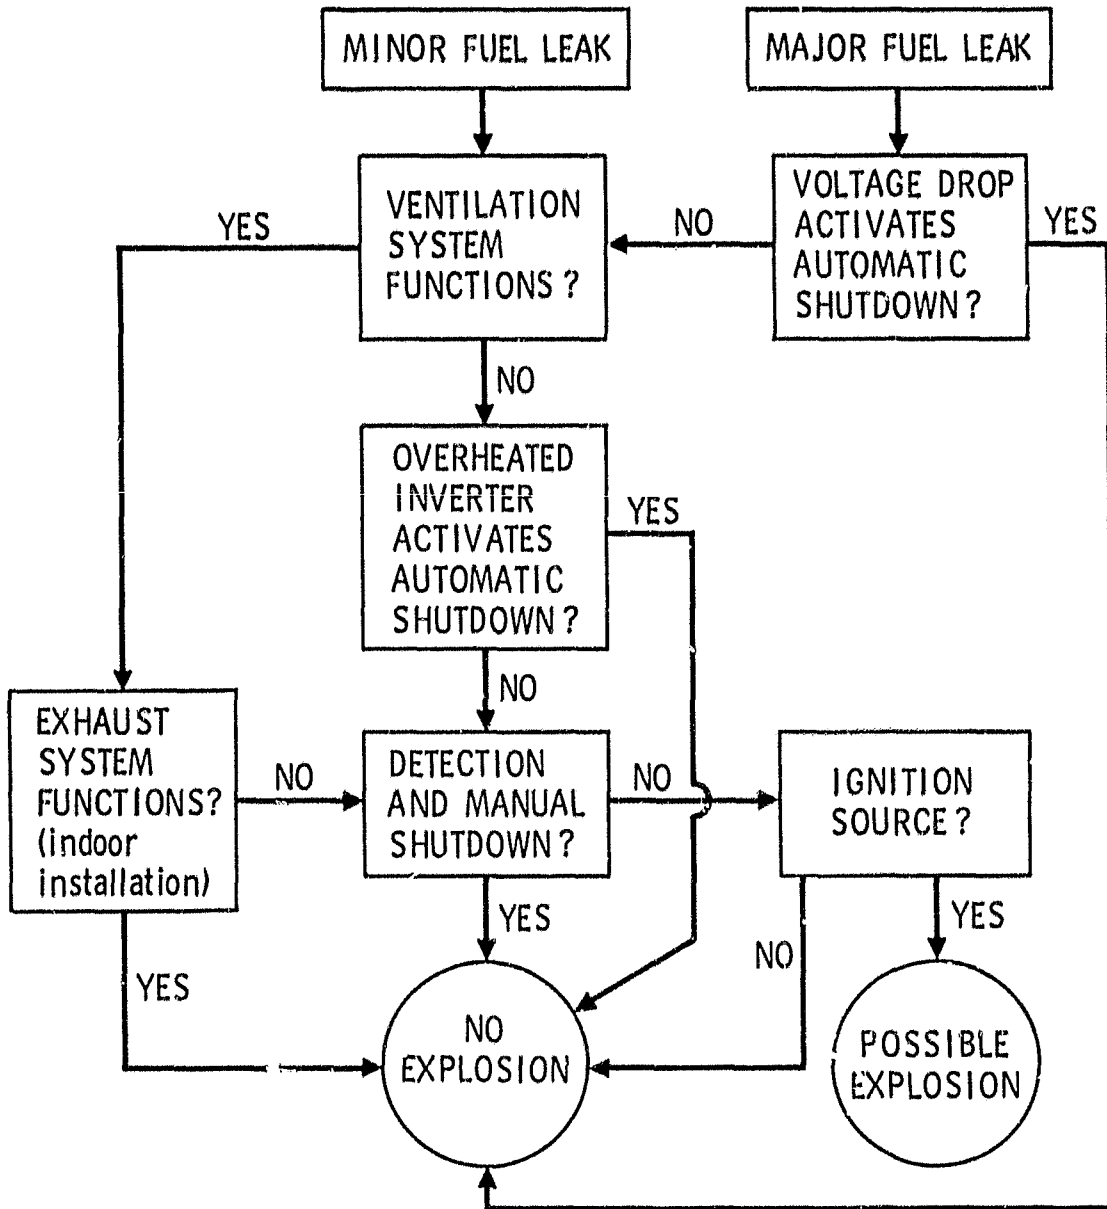 MINOR FUEL LEAK
MAJOR FUEL LEAK
VENTILATION
SYSTEM
FUNCTIONS?
VOLTAGE DROP
ACTIVATES
AUTOMATIC
SHUTDOWN?
YES
NO
YES
NO
OVERHEATED
INVERTER
ACTIVATES
AUTOMATIC
SHUTDOWN?
YES
NO
EXHAUST
SYSTEM
FUNCTIONS?
(indoor
installation)
NO
DETECTION
AND MANUAL
SHUTDOWN?
NO
IGNITION
SOURCE?
YES
YES
NO
YES
NO
EXPLOSION
POSSIBLE
EXPLOSION